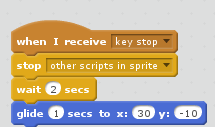 when I receive key stop
stop other scripts in sprite
wait 2 secs
glide 1 secs to x: 30 y: -10